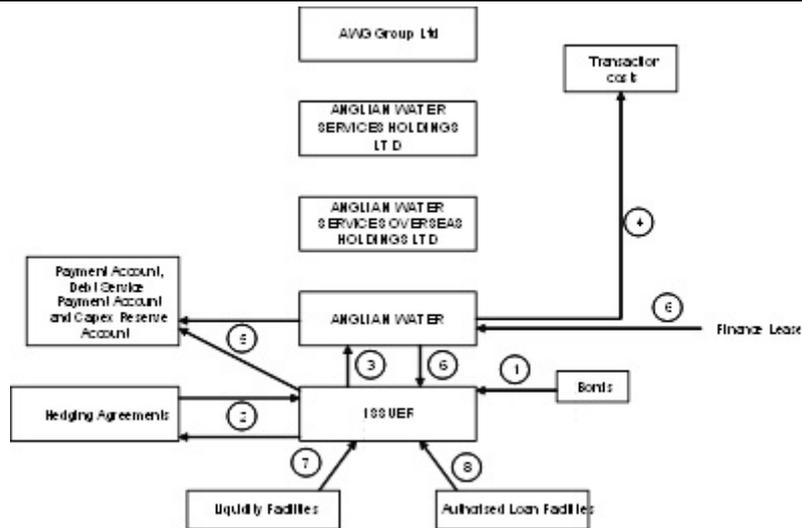 AWG Group Ltd
Transaction
costs
ANGLIAN WATER
SERVICES HOLDINGS
LTD
ANGLIAN WATER
SERVICES OVERSEAS
HOLDINGS LTD
4
Payment Account,
Debt Service
Payment Account
and Capex Reserve
Account
ANGLIAN WATER
6
Finance Lease
5
3
6
1
Bonds
Hedging Agreements
2
ISSUER
7
8
Liquidity Facilities
Authorised Loan Facilities